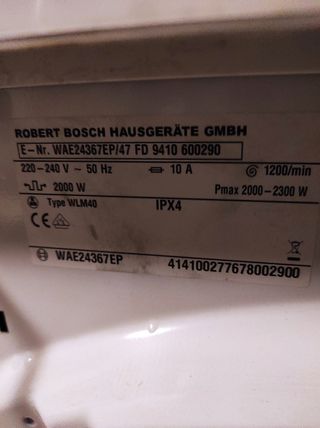 ROBERT BOSCH HAUSGERÄTE GMBH
E-Nr. WAE24367EP/47 FD 9410 600290
220-240 V ~ 50 Hz 10 A 1200/min
2000 W Pmax 2000-2300 W
Type WLM40 IPX4
CE
WAE24367EP 414100277678002900